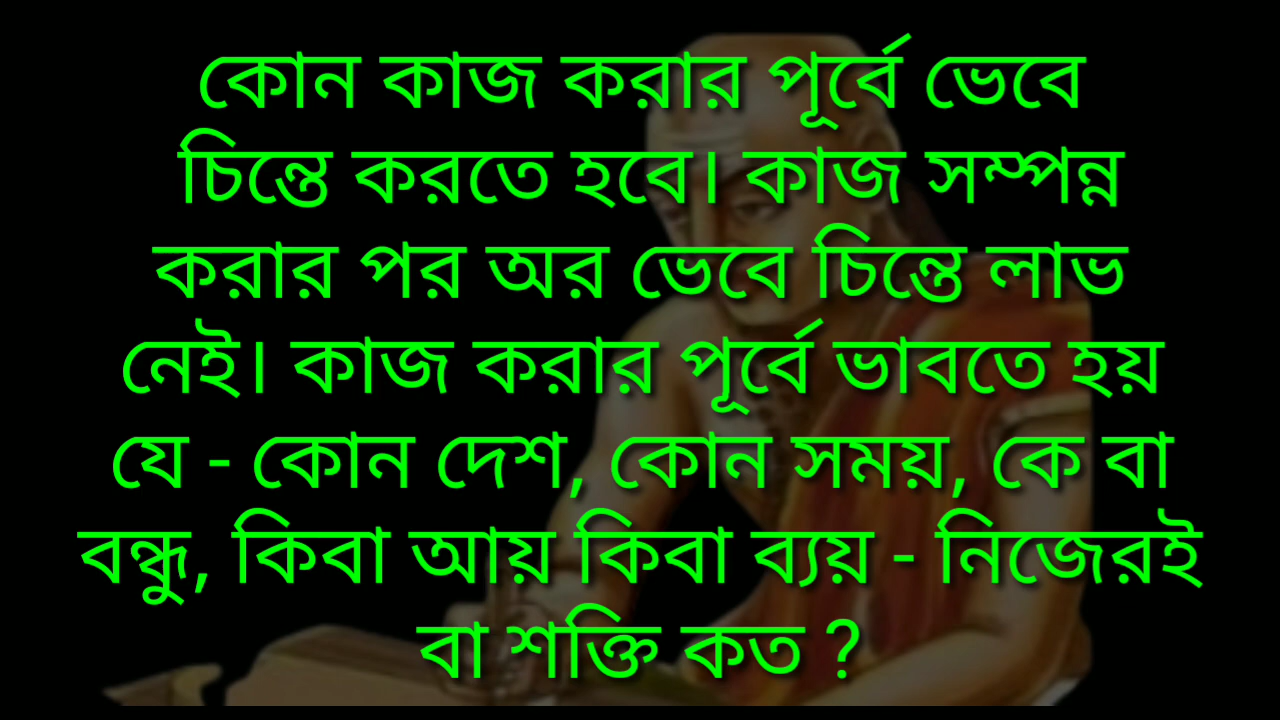 কোন কাজ করার পূর্বে ভেবে
চিন্তে করতে হবে। কাজ সম্পন্ন
করার পর অর ভেবে চিন্তে লাভ
নেই। কাজ করার পূর্বে ভাবতে হয়
যে - কোন দেশ, কোন সময়, কে বা
বন্ধু, কিবা আয় কিবা ব্যয় - নিজেরই
বা শক্তি কত ?